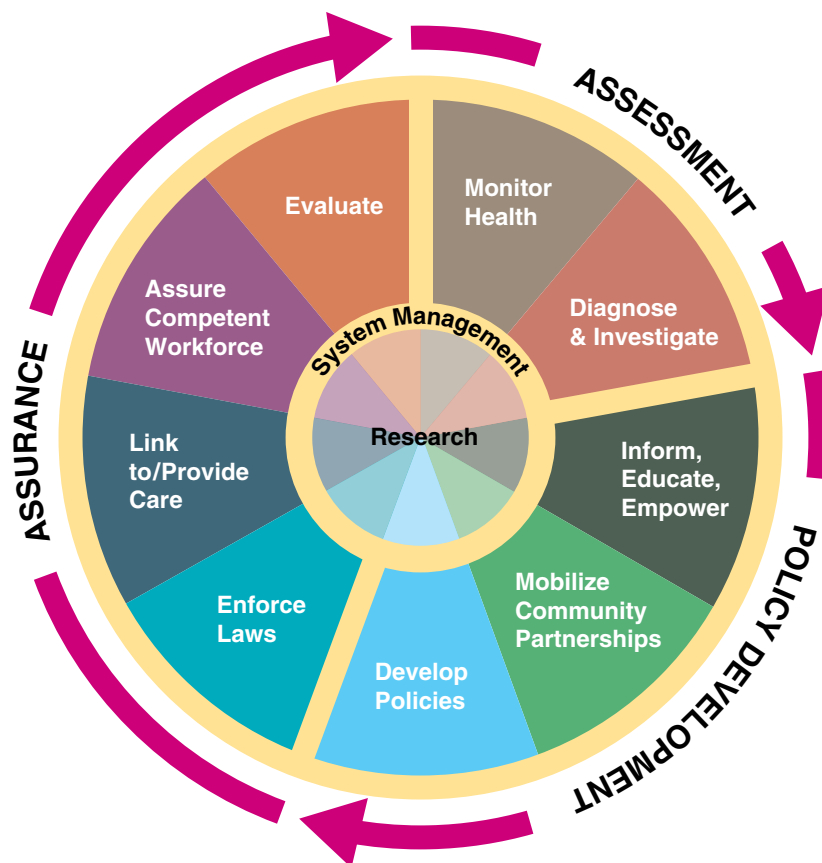 ASSESSMENT
Monitor
Health
Diagnose
& Investigate
Inform,
Educate,
Empower
POLICY DEVELOPMENT
Mobilize
Community
Partnerships
Develop
Policies
Enforce
Laws
ASSURANCE
Link
to/Provide
Care
Assure
Competent
Workforce
Evaluate
System Management
Research